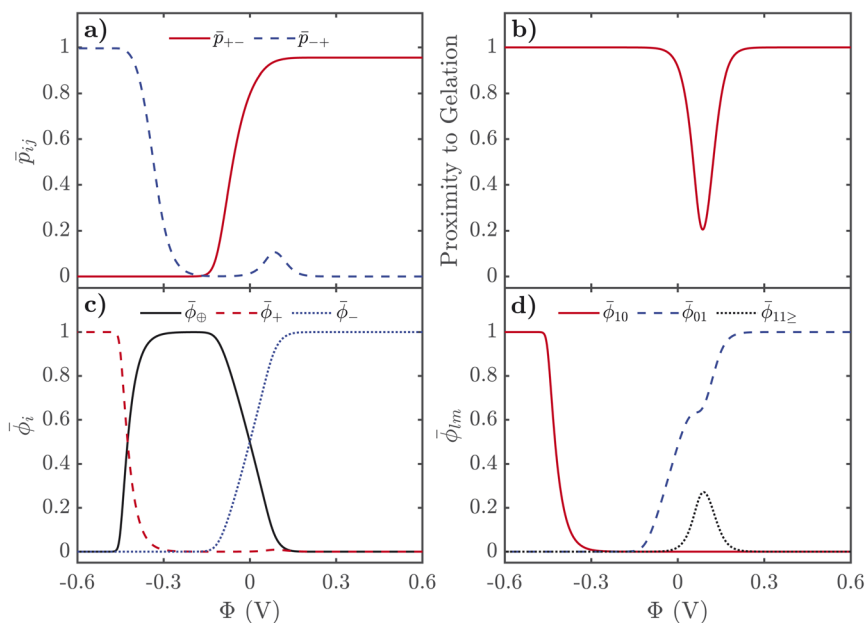 a)
p̄₊₋ p̄₋₊
1
0.8
0.6
0.4
0.2
0
p̄ᵢⱼ
b)
1
0.8
0.6
0.4
0.2
0
Proximity to Gelation
c)
ϕ̄⊕ ϕ̄₊ ϕ̄₋
1
0.8
0.6
0.4
0.2
0
ϕ̄ᵢ
-0.6 -0.3 0 0.3 0.6
Φ (V)
d)
ϕ̄₁₀ ϕ̄₀₁ ϕ̄₁₁≥
1
0.8
0.6
0.4
0.2
0
ϕ̄ₗₘ
-0.6 -0.3 0 0.3 0.6
Φ (V)